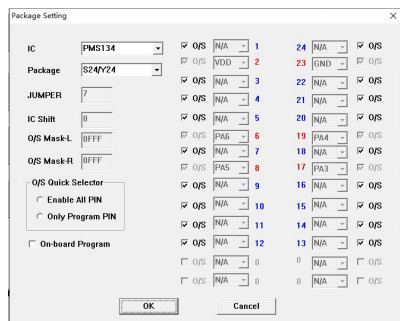 Package Setting
IC PMS134
Package S24/Y24
JUMPER 7
IC Shift 0
O/S Mask-L 0FFF
O/S Mask-R 0FFF
O/S Quick Selector
Enable All PIN
Only Program PIN
On-board Program
O/S N/A 1 24 N/A O/S
O/S VDD 2 23 GND O/S
O/S N/A 3 22 N/A O/S
O/S N/A 4 21 N/A O/S
O/S N/A 5 20 N/A O/S
O/S PA6 6 19 PA4 O/S
O/S N/A 7 18 N/A O/S
O/S PA5 8 17 PA3 O/S
O/S N/A 9 16 N/A O/S
O/S N/A 10 15 N/A O/S
O/S N/A 11 14 N/A O/S
O/S N/A 12 13 N/A O/S
O/S N/A 0 0 N/A O/S
O/S N/A 0 0 N/A O/S
OK Cancel